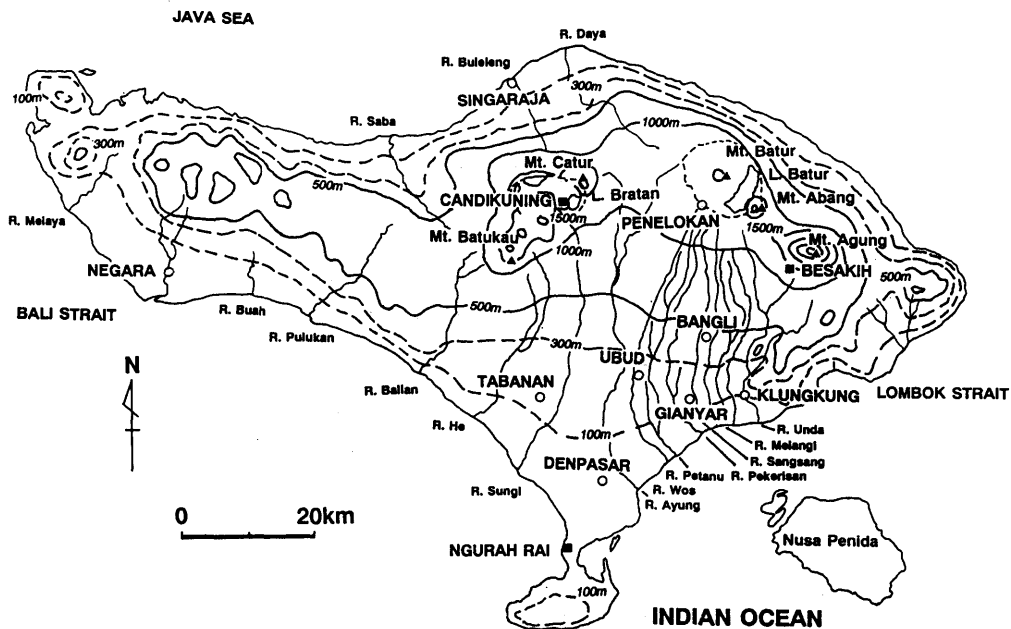 JAVA SEA
R. Daya
R. Buleleng
300m
100m
SINGARAJA
R. Saba
1000m
300m
Mt. Batur
Mt. Catur
500m
L. Batur
CANDIKUNING
L. Bratan
Mt. Abang
1500m
PENELOKAN
1500m
R. Melaya
Mt. Batukau
1000m
Mt. Agung
NEGARA
BESAKIH
500m
BALI STRAIT
R. Buah
500m
BANGLI
R. Pulukan
300m
UBUD
N
TABANAN
R. Balian
KLUNGKUNG
LOMBOK STRAIT
GIANYAR
R. He
100m
R. Unda
R. Melangi
DENPASAR
R. Sangsang
R. Petanu
R. Pekerisan
R. Sungi
R. Wos
R. Ayung
0
20km
Nusa Penida
NGURAH RAI
100m
INDIAN OCEAN